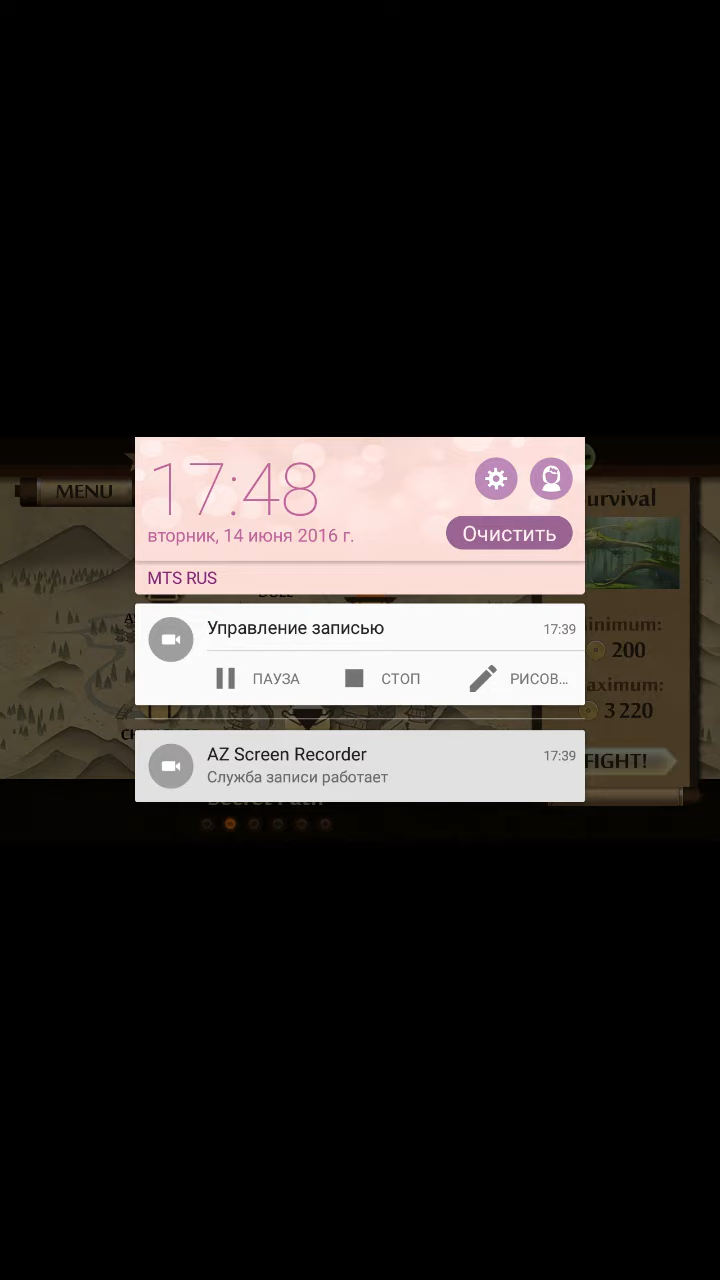 17:48
вторник, 14 июня 2016 г.
Очистить
MTS RUS
Управление записью 17:39
ПАУЗА СТОП РИСОВ...
AZ Screen Recorder 17:39
Служба записи работает
MENU
urvival
inimum:
200
aximum:
3 220
FIGHT!